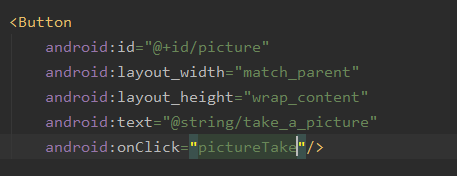 <Button
android:id="@+id/picture"
android:layout_width="match_parent"
android:layout_height="wrap_content"
android:text="@string/take_a_picture"
android:onClick="pictureTake"/>